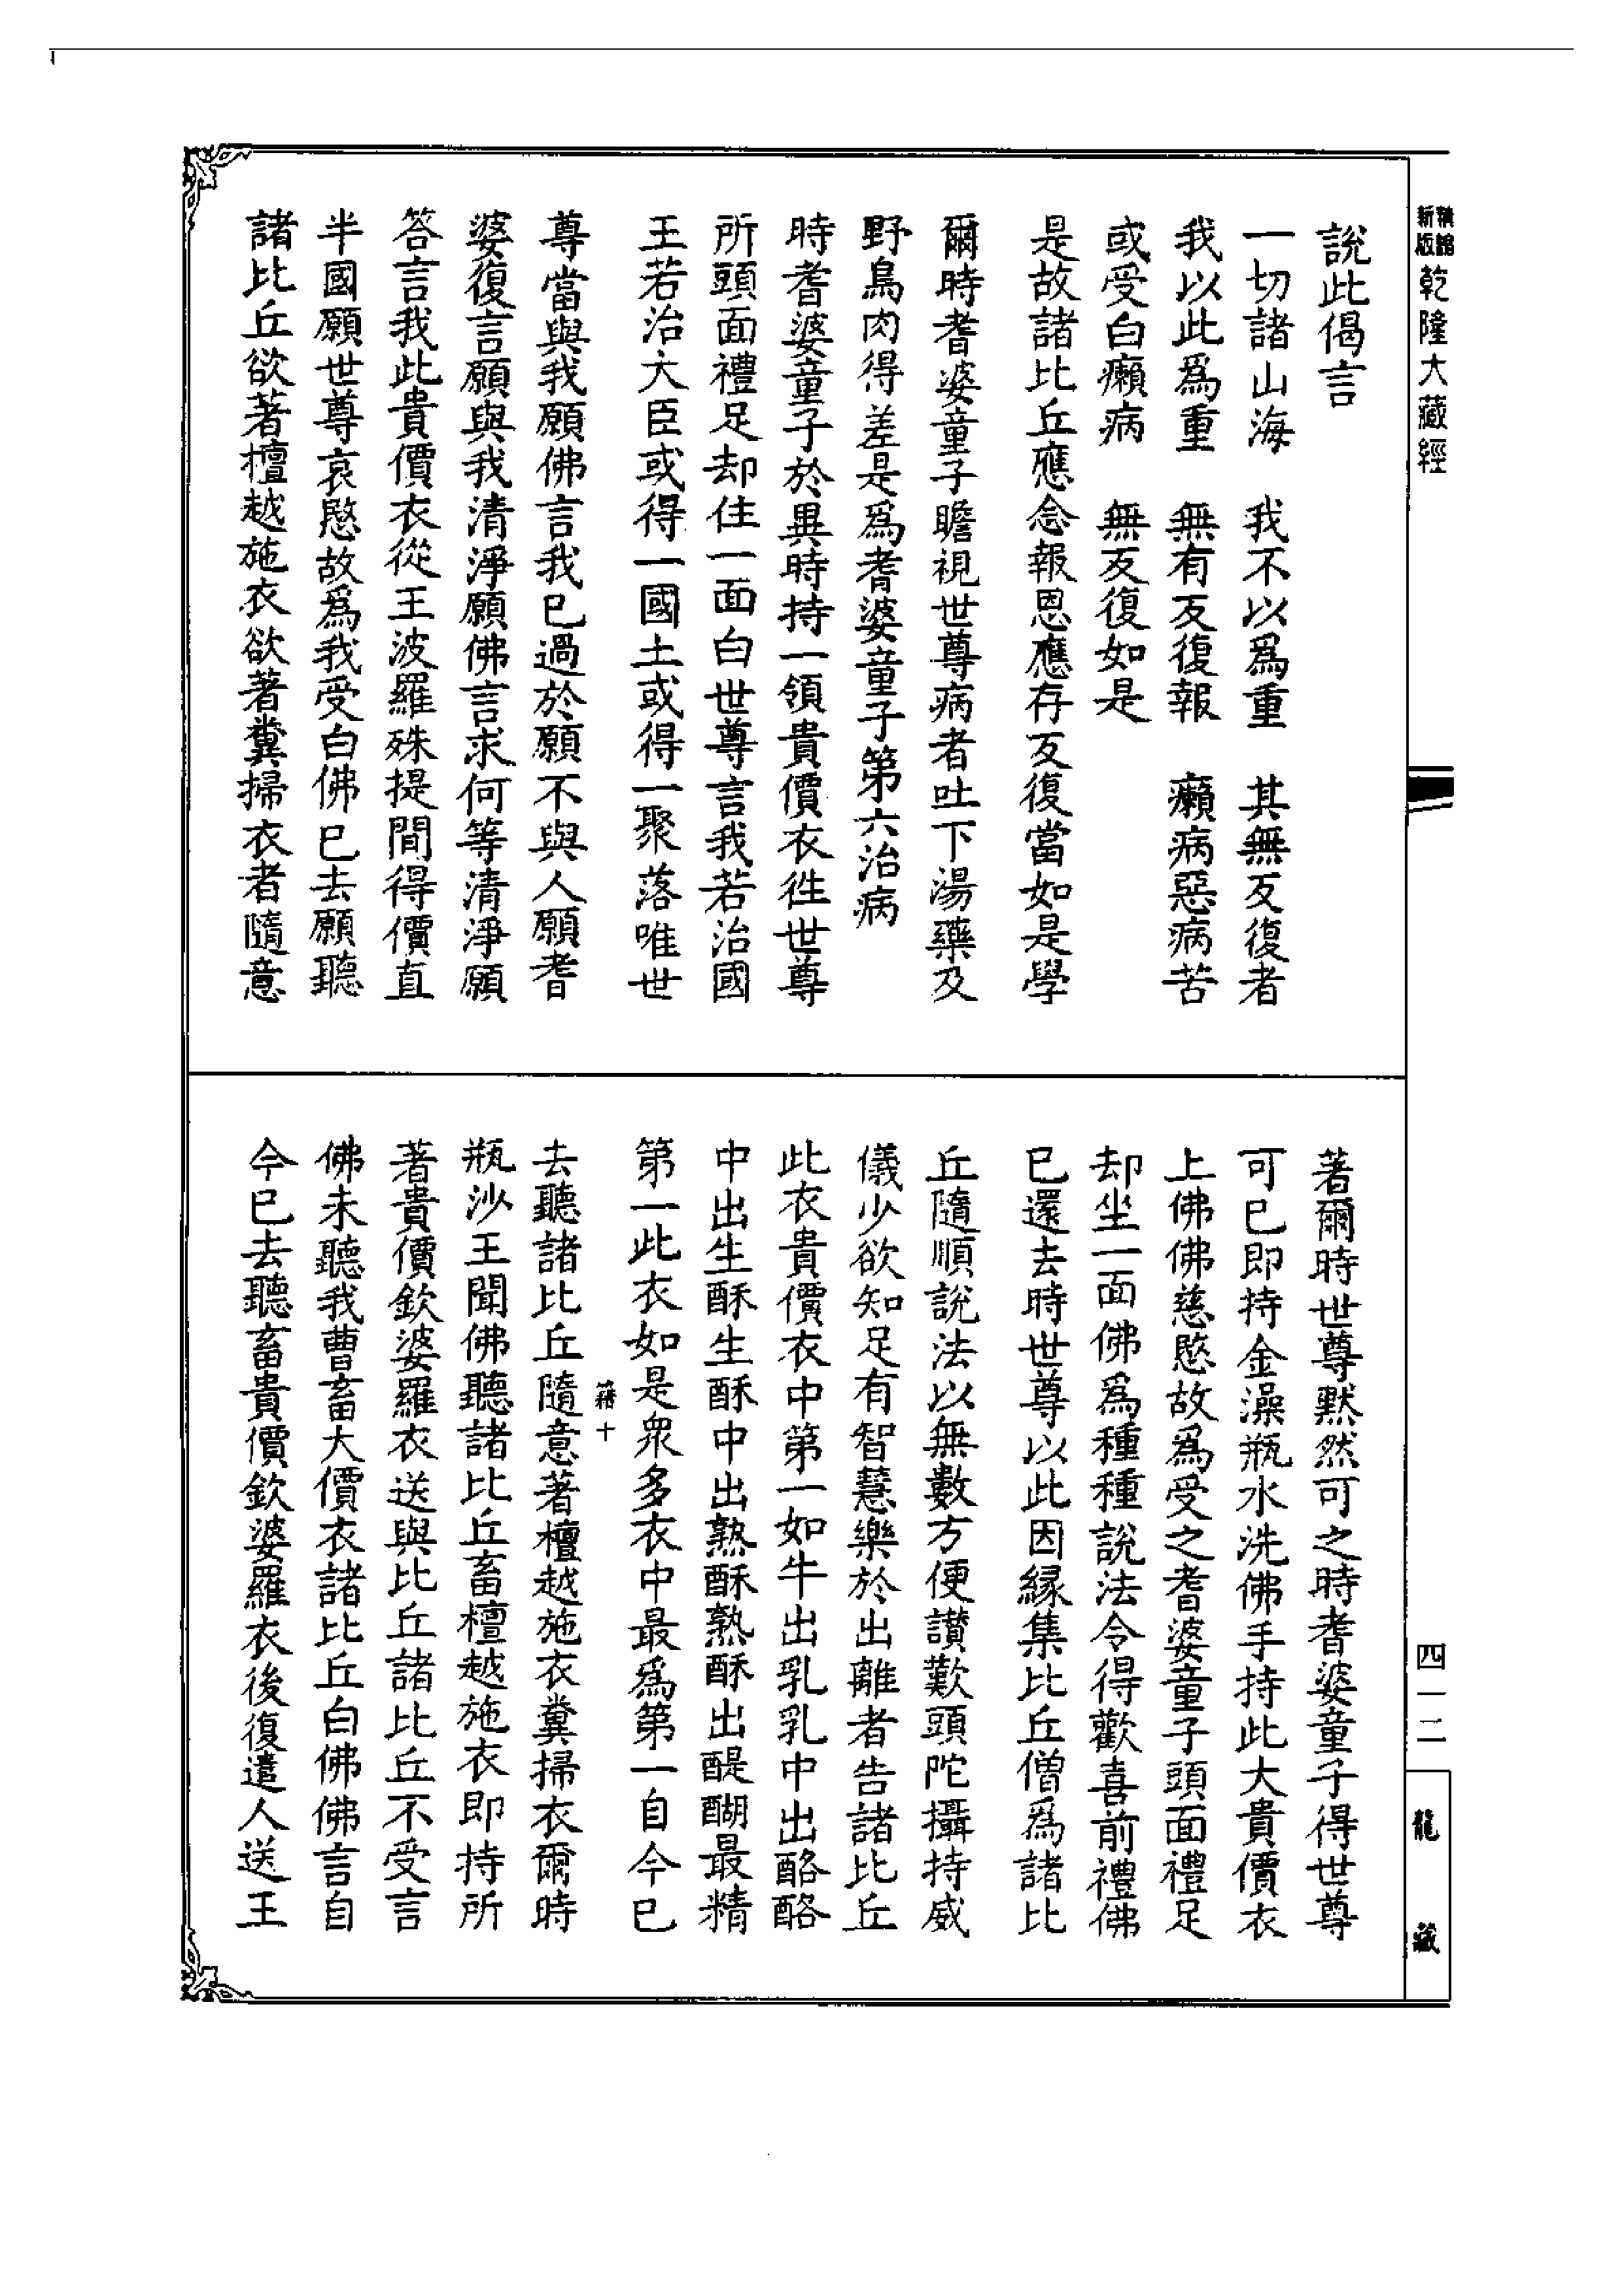 新版
乾隆大藏經
四一二
龍藏
說此偈言
一切諸山海　我不以爲重　其無反復者
我以此爲重　無有反復報　癩病惡病苦
或受白癩病　無反復如是
是故諸比丘應念報恩應存反復當如是學
爾時耆婆童子瞻視世尊病者吐下湯藥及
野鳥肉得差是爲耆婆童子第六治病
時耆婆童子於異時持一領貴價衣徃世尊
所頭面禮足却住一面白世尊言我若治國
王若治大臣或得一國土或得一聚落唯世
尊當與我願佛言我已過於願不與人願耆
婆復言願與我清淨願佛言求何等清淨願
答言我此貴價衣從王波羅殊提間得價直
半國願世尊哀愍故爲我受白佛已去願聽
諸比丘欲著檀越施衣欲著糞掃衣者隨意
著爾時世尊默然可之時耆婆童子得世尊
可已即持金澡瓶水洗佛手持此大貴價衣
上佛佛慈愍故爲受之耆婆童子頭面禮足
却坐一面佛爲種種說法令得歡喜前禮佛
已還去時世尊以此因緣集比丘僧爲諸比
丘隨順說法以無數方便讃歎頭陀攝持威
儀少欲知足有智慧樂於出離者告諸比丘
此衣貴價衣中第一如牛出乳乳中出酪酪
中出生酥生酥中出熟酥熟酥出醍醐最精
第一此衣如是衆多衣中最爲第一自今已
籍十
去聽諸比丘隨意著檀越施衣糞掃衣爾時
瓶沙王聞佛聽諸比丘畜檀越施衣即持所
著貴價欽婆羅衣送與比丘諸比丘不受言
佛未聽我曹畜大價衣諸比丘白佛佛言自
今已去聽畜貴價欽婆羅衣後復遣人送王